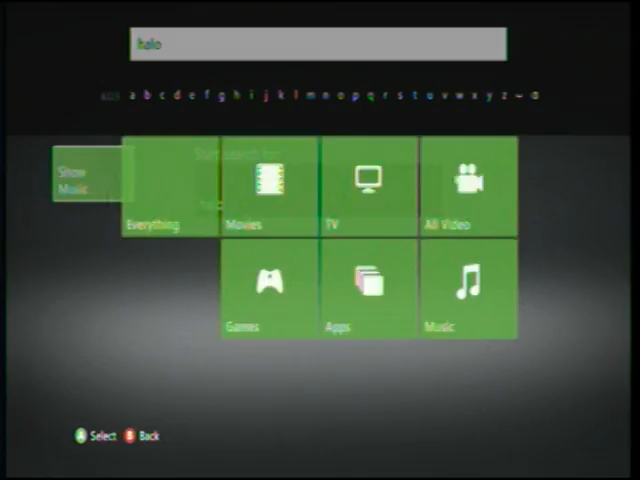 halo
a b c d e f g h i j k l m n o p q r s t u v w x y z
Show
Music
Everything
Movies
TV
All Video
Games
Apps
Music
A Select B Back